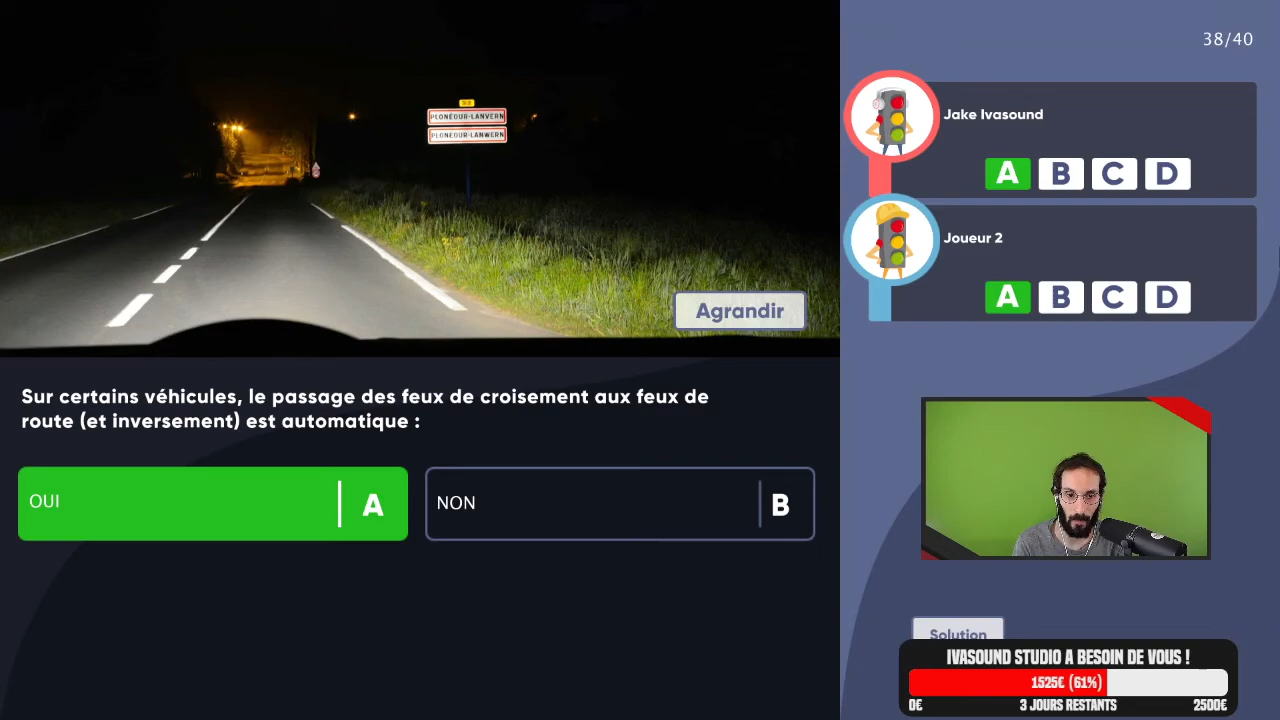 38/40
PLONÉOUR-LANVERN
PLONEOUR-LANWERN
Agrandir
Jake Ivasound
A B C D
Joueur 2
A B C D
Sur certains véhicules, le passage des feux de croisement aux feux de
route (et inversement) est automatique :
OUI A
NON B
Solution
IVASOUND STUDIO A BESOIN DE VOUS !
1525€ (61%)
0€ 3 JOURS RESTANTS 2500€